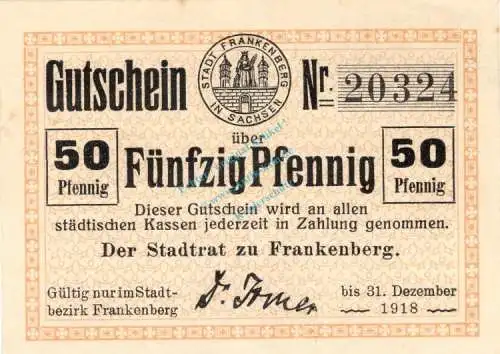 Gutschein
STADT FRANKENBERG
IN SACHSEN
Nr. 20324
über
50
Pfennig
Fünfzig Pfennig
50
Pfennig
Dieser Gutschein wird an allen
städtischen Kassen jederzeit in Zahlung genommen.
Der Stadtrat zu Frankenberg.
Gültig nur im Stadt-
bezirk Frankenberg
Dr.
bis 31. Dezember
1918